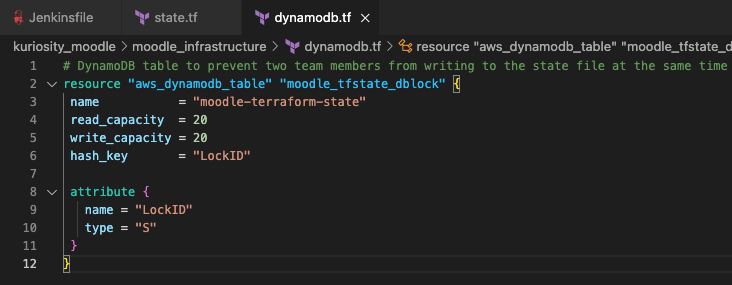 Jenkinsfile state.tf dynamodb.tf ×
kuriosity_moodle > moodle_infrastructure > dynamodb.tf > resource "aws_dynamodb_table" "moodle_tfstate_d
1 # DynamoDB table to prevent two team members from writing to the state file at the same time
2 resource "aws_dynamodb_table" "moodle_tfstate_dblock" {
3 name = "moodle-terraform-state"
4 read_capacity = 20
5 write_capacity = 20
6 hash_key = "LockID"
7
8 attribute {
9 name = "LockID"
10 type = "S"
11 }
12 }